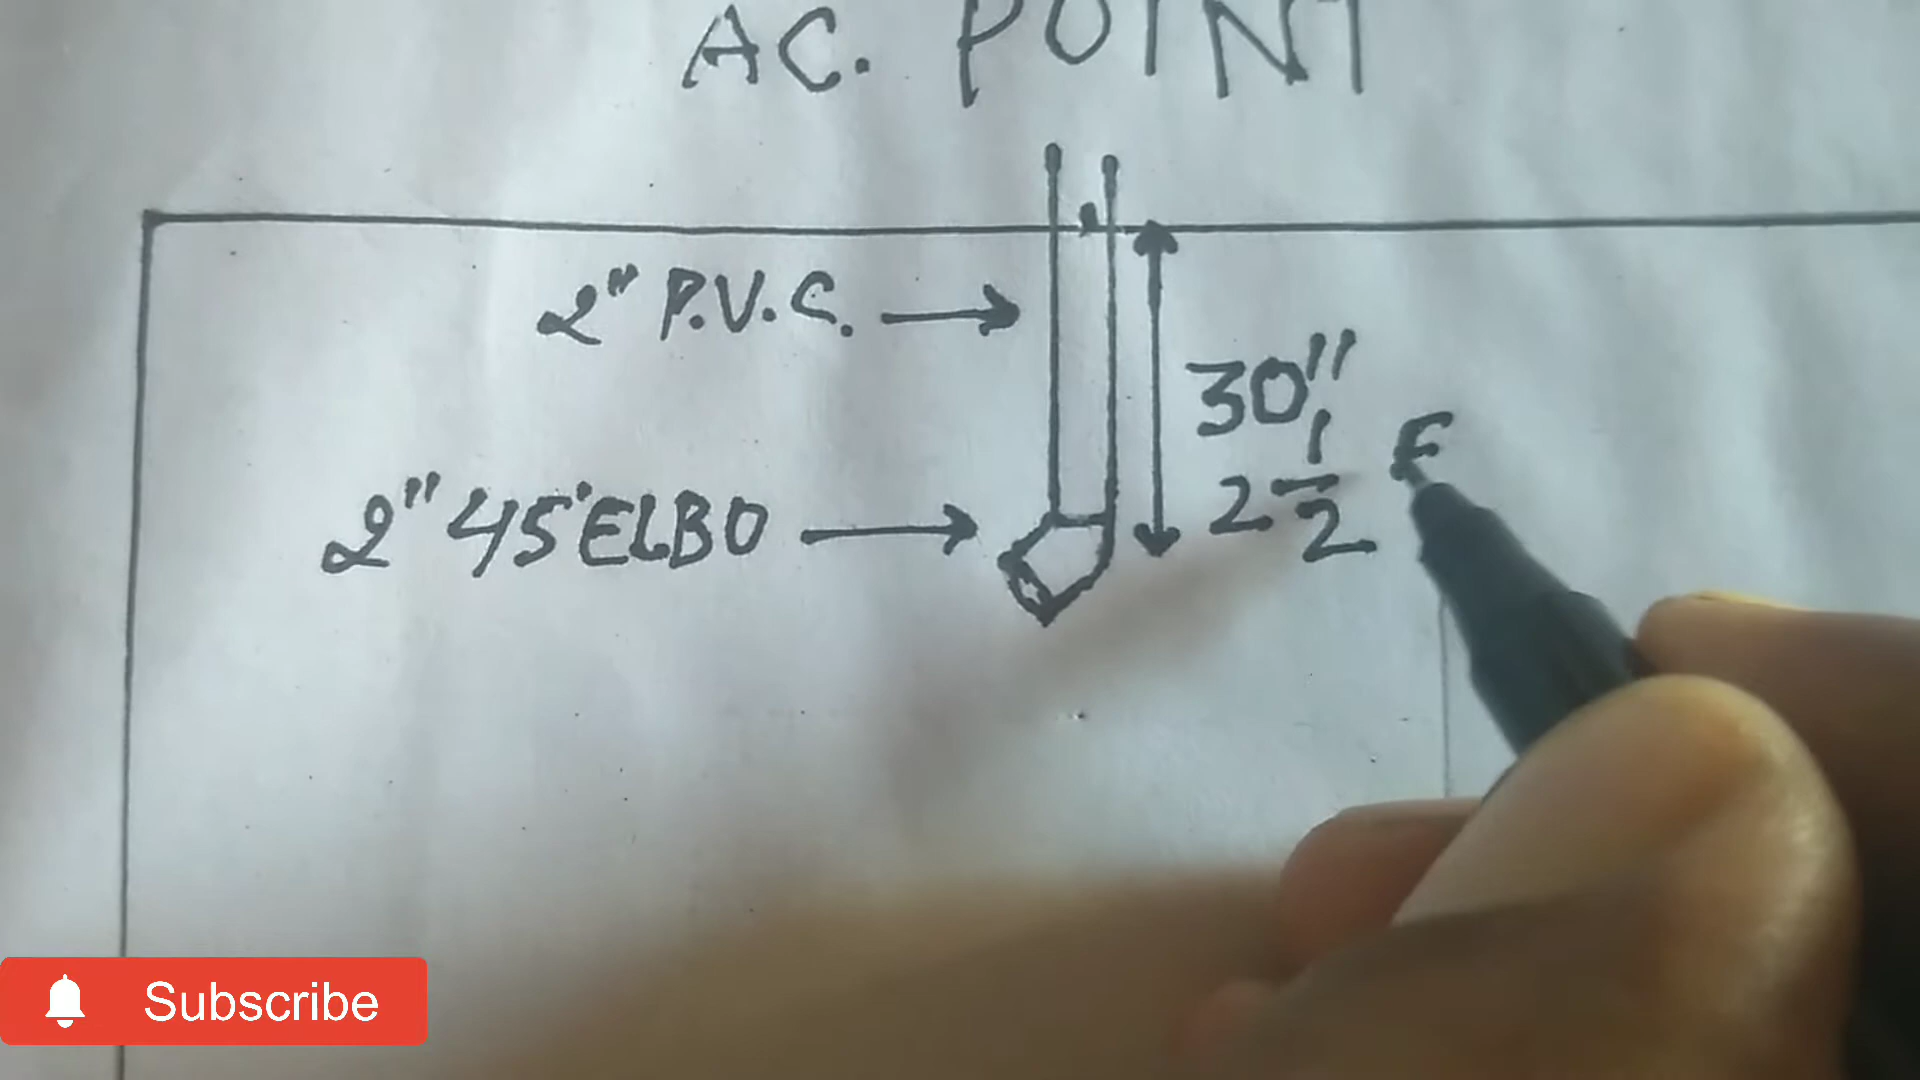 AC. POINT
2" P.V.C.
30"
2 1/2 F
2" 45° ELBO
Subscribe